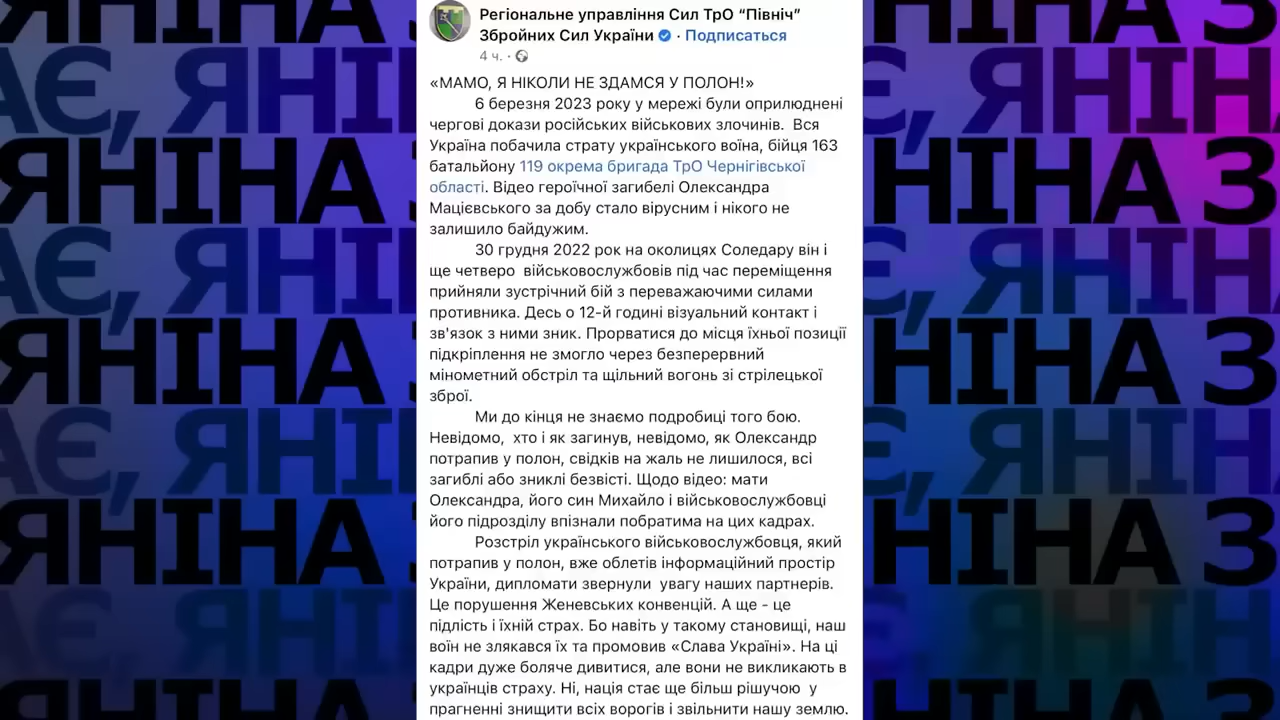 Регіональне управління Сил ТрО “Північ”
Збройних Сил України · Подписаться
4 ч. ·
«МАМО, Я НІКОЛИ НЕ ЗДАМСЯ У ПОЛОН!»
6 березня 2023 року у мережі були оприлюднені
чергові докази російських військових злочинів. Вся
Україна побачила страту українського воїна, бійця 163
батальйону 119 окрема бригада ТрО Чернігівської
області. Відео героїчної загибелі Олександра
Мацієвського за добу стало вірусним і нікого не
залишило байдужим.
30 грудня 2022 рок на околицях Соледару він і
ще четверо військовослужбовів під час переміщення
прийняли зустрічний бій з переважаючими силами
противника. Десь о 12-й годині візуальний контакт і
зв'язок з ними зник. Прорватися до місця їхньої позиції
підкріплення не змогло через безперервний
мінометний обстріл та щільний вогонь зі стрілецької
зброї.
Ми до кінця не знаємо подробиці того бою.
Невідомо, хто і як загинув, невідомо, як Олександр
потрапив у полон, свідків на жаль не лишилося, всі
загиблі або зниклі безвісті. Щодо відео: мати
Олександра, його син Михайло і військовослужбовці
його підрозділу впізнали побратима на цих кадрах.
Розстріл українського військовослужбовця, який
потрапив у полон, вже облетів інформаційний простір
України, дипломати звернули увагу наших партнерів.
Це порушення Женевських конвенцій. А ще - це
підлість і їхній страх. Бо навіть у такому становищі, наш
воїн не злякався їх та промовив «Слава Україні». На ці
кадри дуже боляче дивитися, але вони не викликають в
українців страху. Ні, нація стає ще більш рішучою у
прагненні знищити всіх ворогів і звільнити нашу землю.